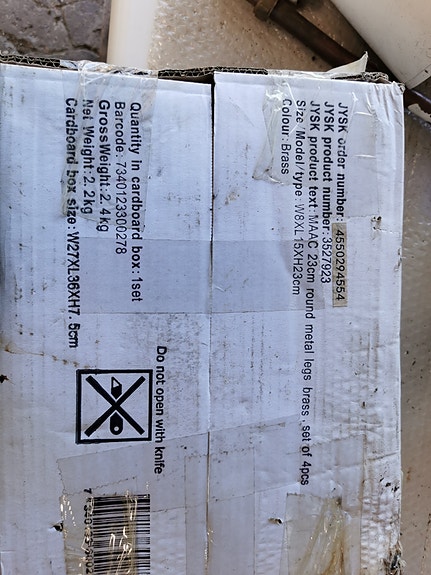 JYSK order number: 4550294554
JYSK product number: 3527923
JYSK product text: MAAC 23cm round metal legs brass, set of 4pcs
Size/Model/type: W8XL15XH23cm
Colour: Brass
Quantity in cardboard box: 1set
Barcode: 7340123300278
GrossWeight: 2. 4kg
Net Weight: 2. 2kg
Cardboard box size: W27XL36XH7. 5cm
Do not open with knife